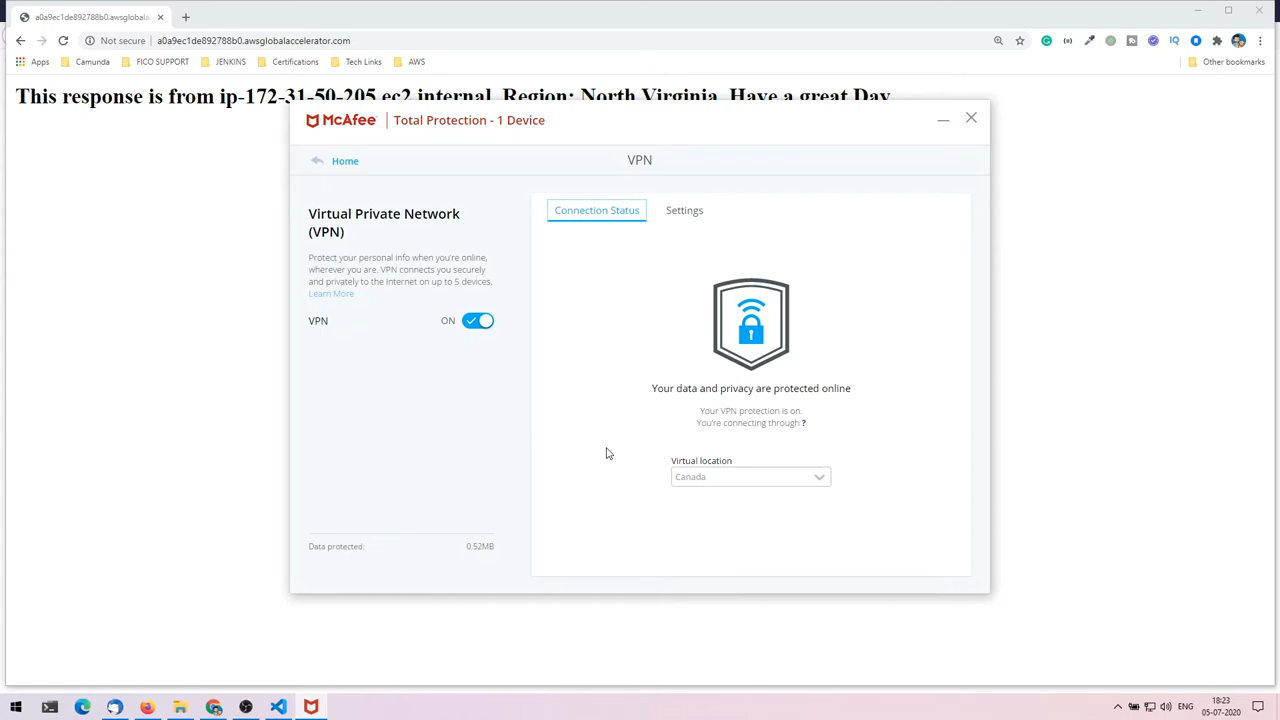 a0a9ec1de892788b0.awsglobala
Not secure | a0a9ec1de892788b0.awsglobalaccelerator.com
IQ
Apps Camunda FICO SUPPORT JENKINS Certifications Tech Links AWS Other bookmarks
This response is from ip-172-31-50-205.ec2.internal. Region: North Virginia. Have a great Day
McAfee | Total Protection - 1 Device
Home
VPN
Virtual Private Network
(VPN)
Protect your personal info when you're online,
wherever you are. VPN connects you securely
and privately to the Internet on up to 5 devices.
Learn More
VPN ON
Data protected: 0.52MB
Connection Status Settings
Your data and privacy are protected online
Your VPN protection is on.
You're connecting through ?
Virtual location
Canada
ENG
18:23
05-07-2020